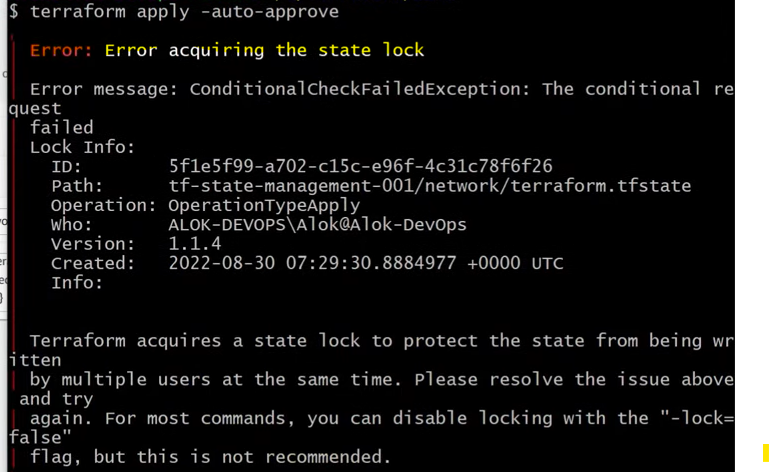 $ terraform apply -auto-approve
Error: Error acquiring the state lock
Error message: ConditionalCheckFailedException: The conditional re
quest
failed
Lock Info:
ID: 5f1e5f99-a702-c15c-e96f-4c31c78f6f26
Path: tf-state-management-001/network/terraform.tfstate
Operation: OperationTypeApply
Who: ALOK-DEVOPS\Alok@Alok-DevOps
Version: 1.1.4
Created: 2022-08-30 07:29:30.8884977 +0000 UTC
Info:
Terraform acquires a state lock to protect the state from being wr
itten
by multiple users at the same time. Please resolve the issue above
and try
again. For most commands, you can disable locking with the "-lock=
false"
flag, but this is not recommended.